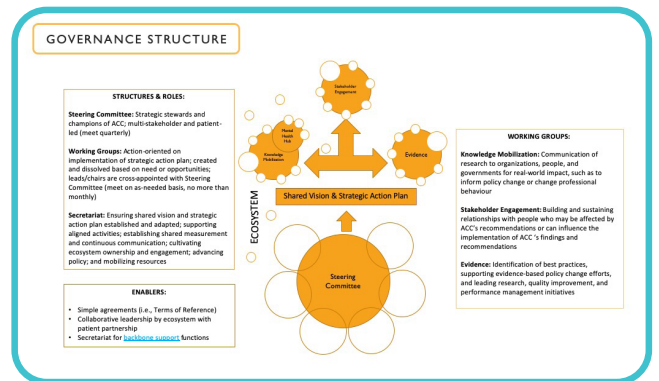 GOVERNANCE STRUCTURE
STRUCTURES & ROLES:
Steering Committee: Strategic stewards and
champions of ACC; multi-stakeholder and patient-
led (meet quarterly)
Working Groups: Action-oriented on
implementation of strategic action plan; created
and dissolved based on need or opportunities;
leads/chairs are cross-appointed with Steering
Committee (meet on as-needed basis, no more than
monthly)
Secretariat: Ensuring shared vision and strategic
action plan established and adapted; supporting
aligned activities; establishing shared measurement
and continuous communication; cultivating
ecosystem ownership and engagement; advancing
policy; and mobilizing resources
ENABLERS:
• Simple agreements (i.e., Terms of Reference)
• Collaborative leadership by ecosystem with
patient partnership
• Secretariat for backbone support functions
ECOSYSTEM
Stakeholder
Engagement
Mental
Health
Hub
Knowledge
Mobilization
Evidence
Shared Vision & Strategic Action Plan
Steering
Committee
WORKING GROUPS:
Knowledge Mobilization: Communication of
research to organizations, people, and
governments for real-world impact, such as to
inform policy change or change professional
behaviour
Stakeholder Engagement: Building and sustaining
relationships with people who may be affected by
ACC's recommendations or can influence the
implementation of ACC 's findings and
recommendations
Evidence: Identification of best practices,
supporting evidence-based policy change efforts,
and leading research, quality improvement, and
performance management initiatives